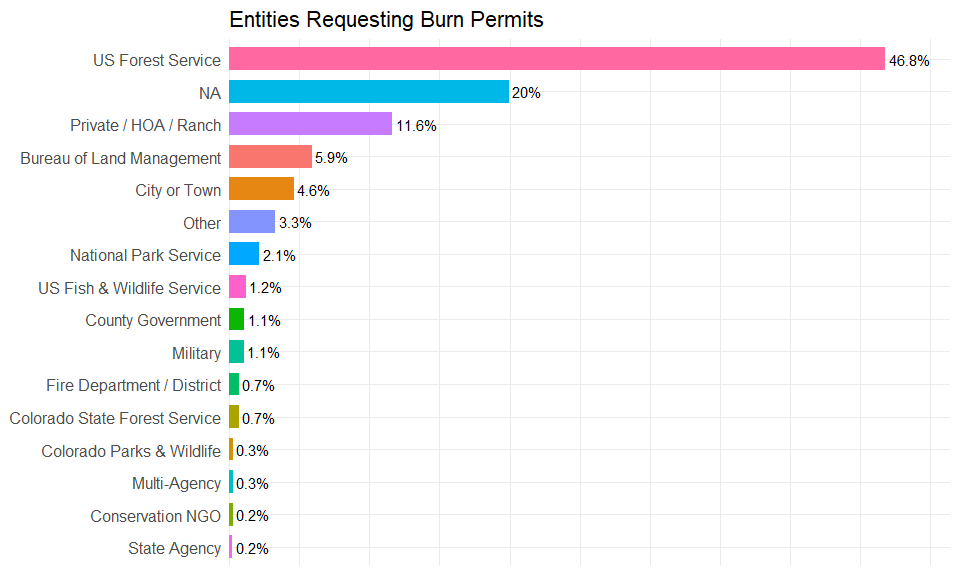 Entities Requesting Burn Permits
US Forest Service 46.8%
NA 20%
Private / HOA / Ranch 11.6%
Bureau of Land Management 5.9%
City or Town 4.6%
Other 3.3%
National Park Service 2.1%
US Fish & Wildlife Service 1.2%
County Government 1.1%
Military 1.1%
Fire Department / District 0.7%
Colorado State Forest Service 0.7%
Colorado Parks & Wildlife 0.3%
Multi-Agency 0.3%
Conservation NGO 0.2%
State Agency 0.2%